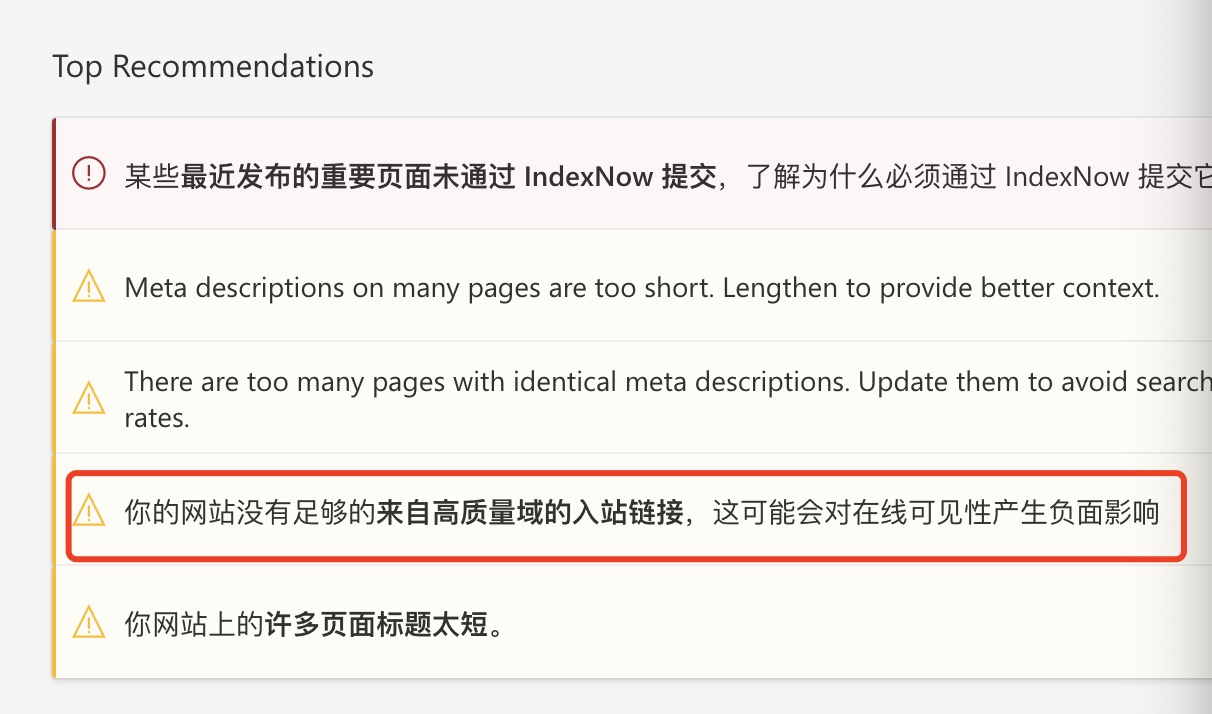 Top Recommendations
某些最近发布的重要页面未通过 IndexNow 提交，了解为什么必须通过 IndexNow 提交它
Meta descriptions on many pages are too short. Lengthen to provide better context.
There are too many pages with identical meta descriptions. Update them to avoid search
rates.
你的网站没有足够的来自高质量域的入站链接，这可能会对在线可见性产生负面影响
你网站上的许多页面标题太短。